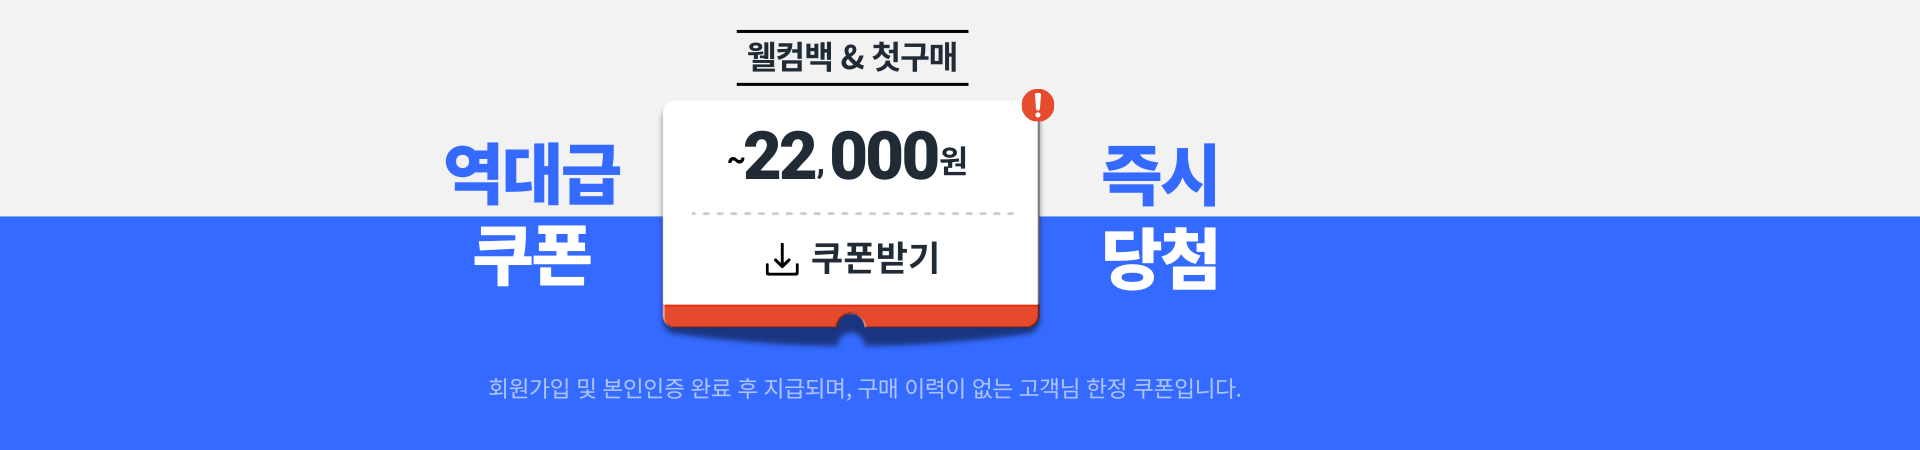 웰컴백 & 첫구매
역대급
쿠폰
~22,000원
쿠폰받기
즉시
당첨
회원가입 및 본인인증 완료 후 지급되며, 구매 이력이 없는 고객님 한정 쿠폰입니다.